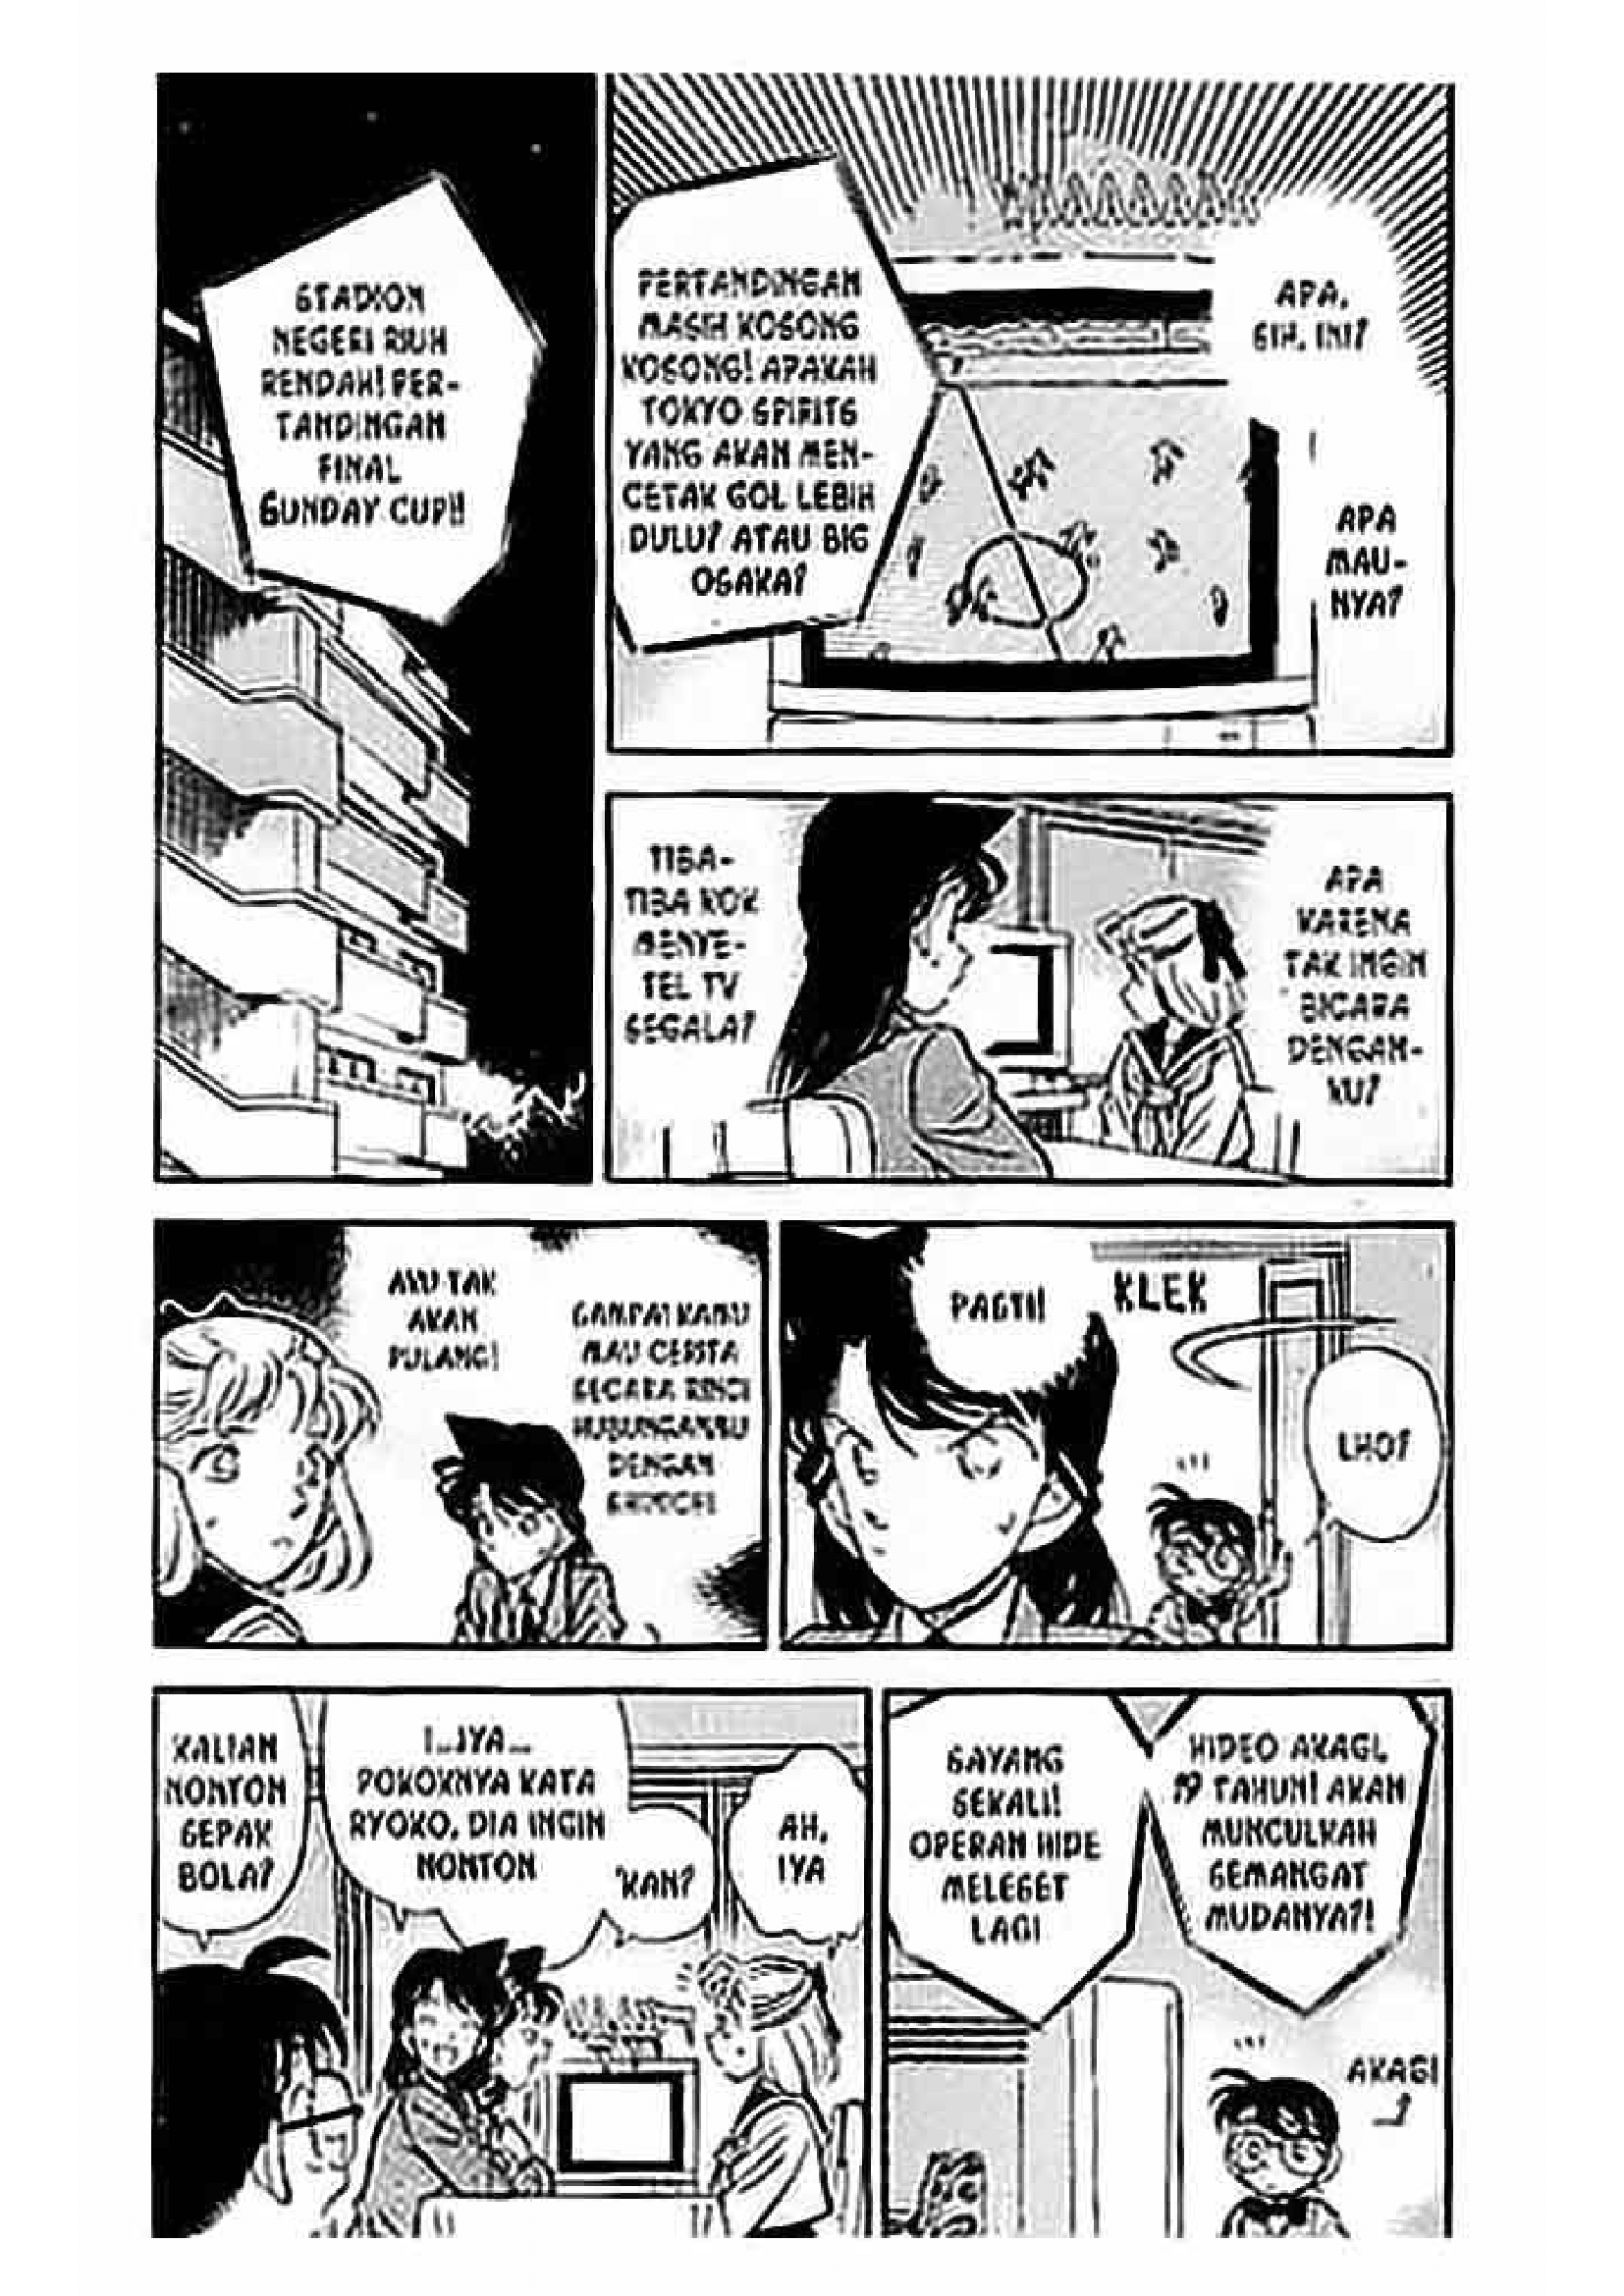 STADION
NEGERI RIUH
RENDAH! PER-
TANDINGAN
FINAL
SUNDAY CUP!!
WAAAAAH
APA,
SIH, INI?
PERTANDINGAN
MASIH KOSONG
KOSONG! APAKAH
TOKYO SPIRITS
YANG AKAN MEN-
CETAK GOL LEBIH
DULU? ATAU BIG
OSAKA?
APA
MAU-
NYA?
TIBA-
TIBA KOK
MENYE-
TEL TV
SEGALA?
APA
KARENA
TAK INGIN
BICARA
DENGAN-
KU?
AKU TAK
AKAN
PULANG!
SAMPAI KAMU
MAU CERITA
SECARA RINCI
HUBUNGANMU
DENGAN
SHINICHI
PASTI!
KLEK
LHO?
KALIAN
NONTON
SEPAK
BOLA?
I...IYA...
POKOKNYA KATA
RYOKO, DIA INGIN
NONTON
'KAN?
AH,
IYA
SAYANG
SEKALI!
OPERAN HIDE
MELESET
LAGI
HIDEO AKAGI,
19 TAHUN! AKAN
MUNCULKAH
SEMANGAT
MUDANYA?!
AKAGI